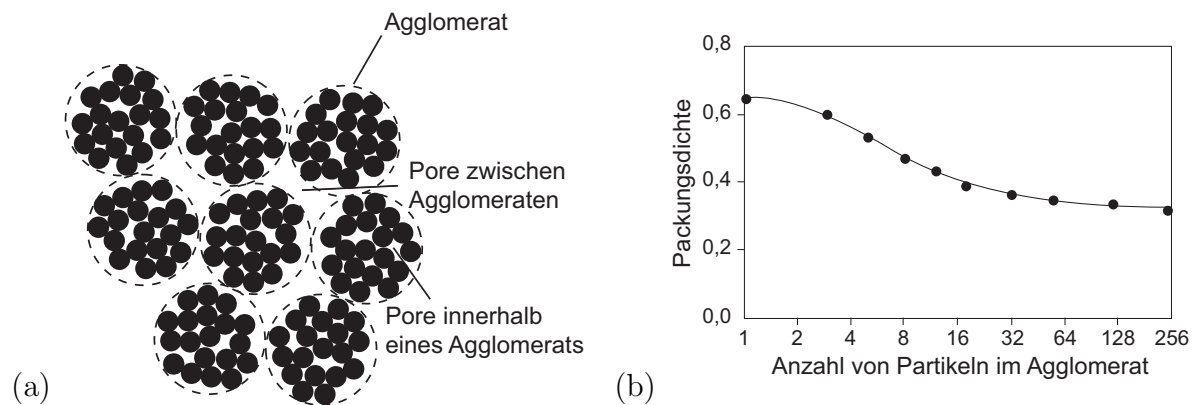 Agglomerat
Pore zwischen
Agglomeraten
Pore innerhalb
eines Agglomerats
(a)
0,8
0,6
0,4
0,2
0,0
Packungsdichte
1 2 4 8 16 32 64 128 256
Anzahl von Partikeln im Agglomerat
(b)